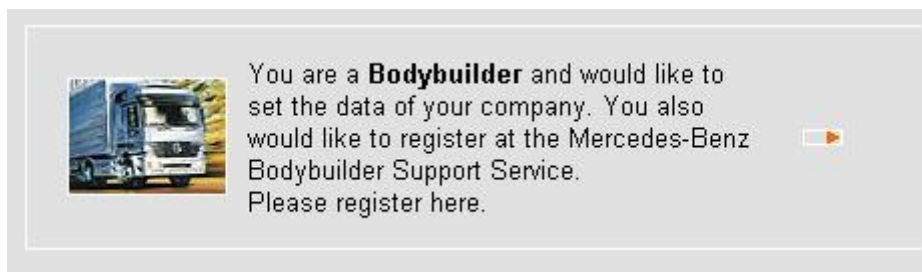 You are a Bodybuilder and would like to
set the data of your company. You also
would like to register at the Mercedes-Benz
Bodybuilder Support Service.
Please register here.